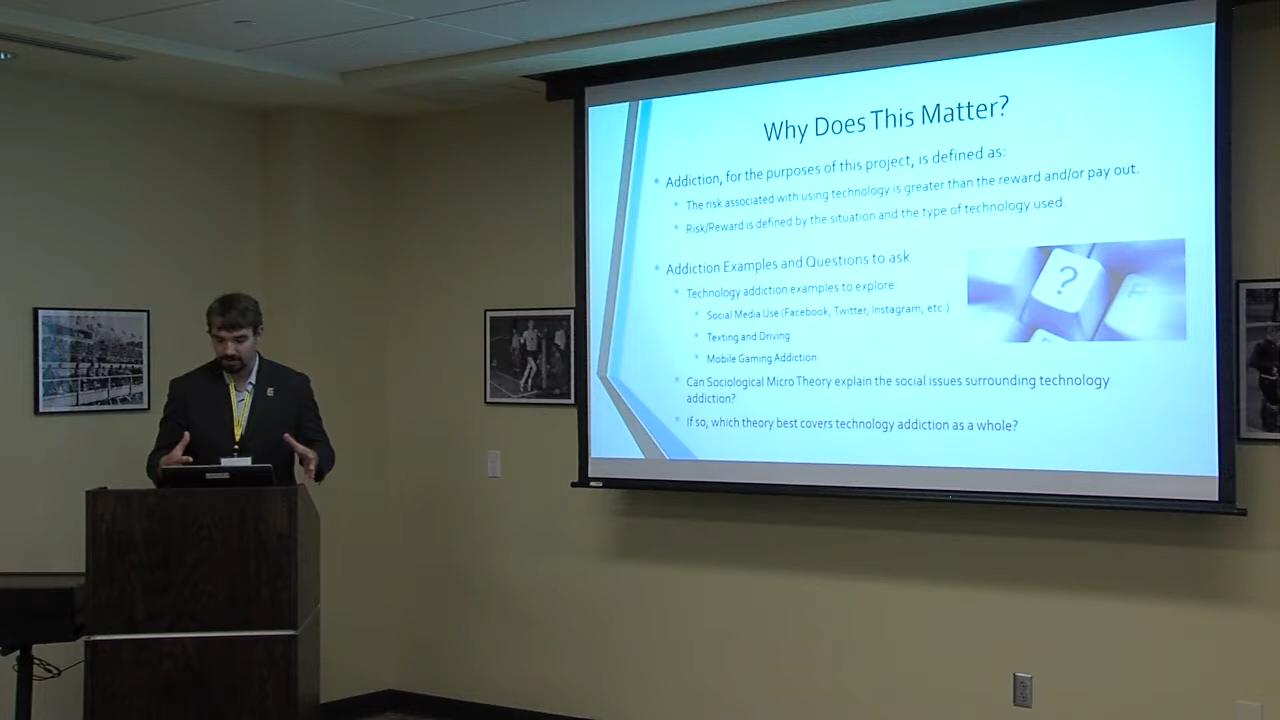 Why Does This Matter?
Addiction, for the purposes of this project, is defined as:
The risk associated with using technology is greater than the reward and/or pay out.
Risk/Reward is defined by the situation and the type of technology used.
Addiction Examples and Questions to ask
Technology addiction examples to explore
Social Media Use (Facebook, Twitter, Instagram, etc.)
Texting and Driving
Mobile Gaming Addiction
Can Sociological Micro Theory explain the social issues surrounding technology
addiction?
If so, which theory best covers technology addiction as a whole?
?